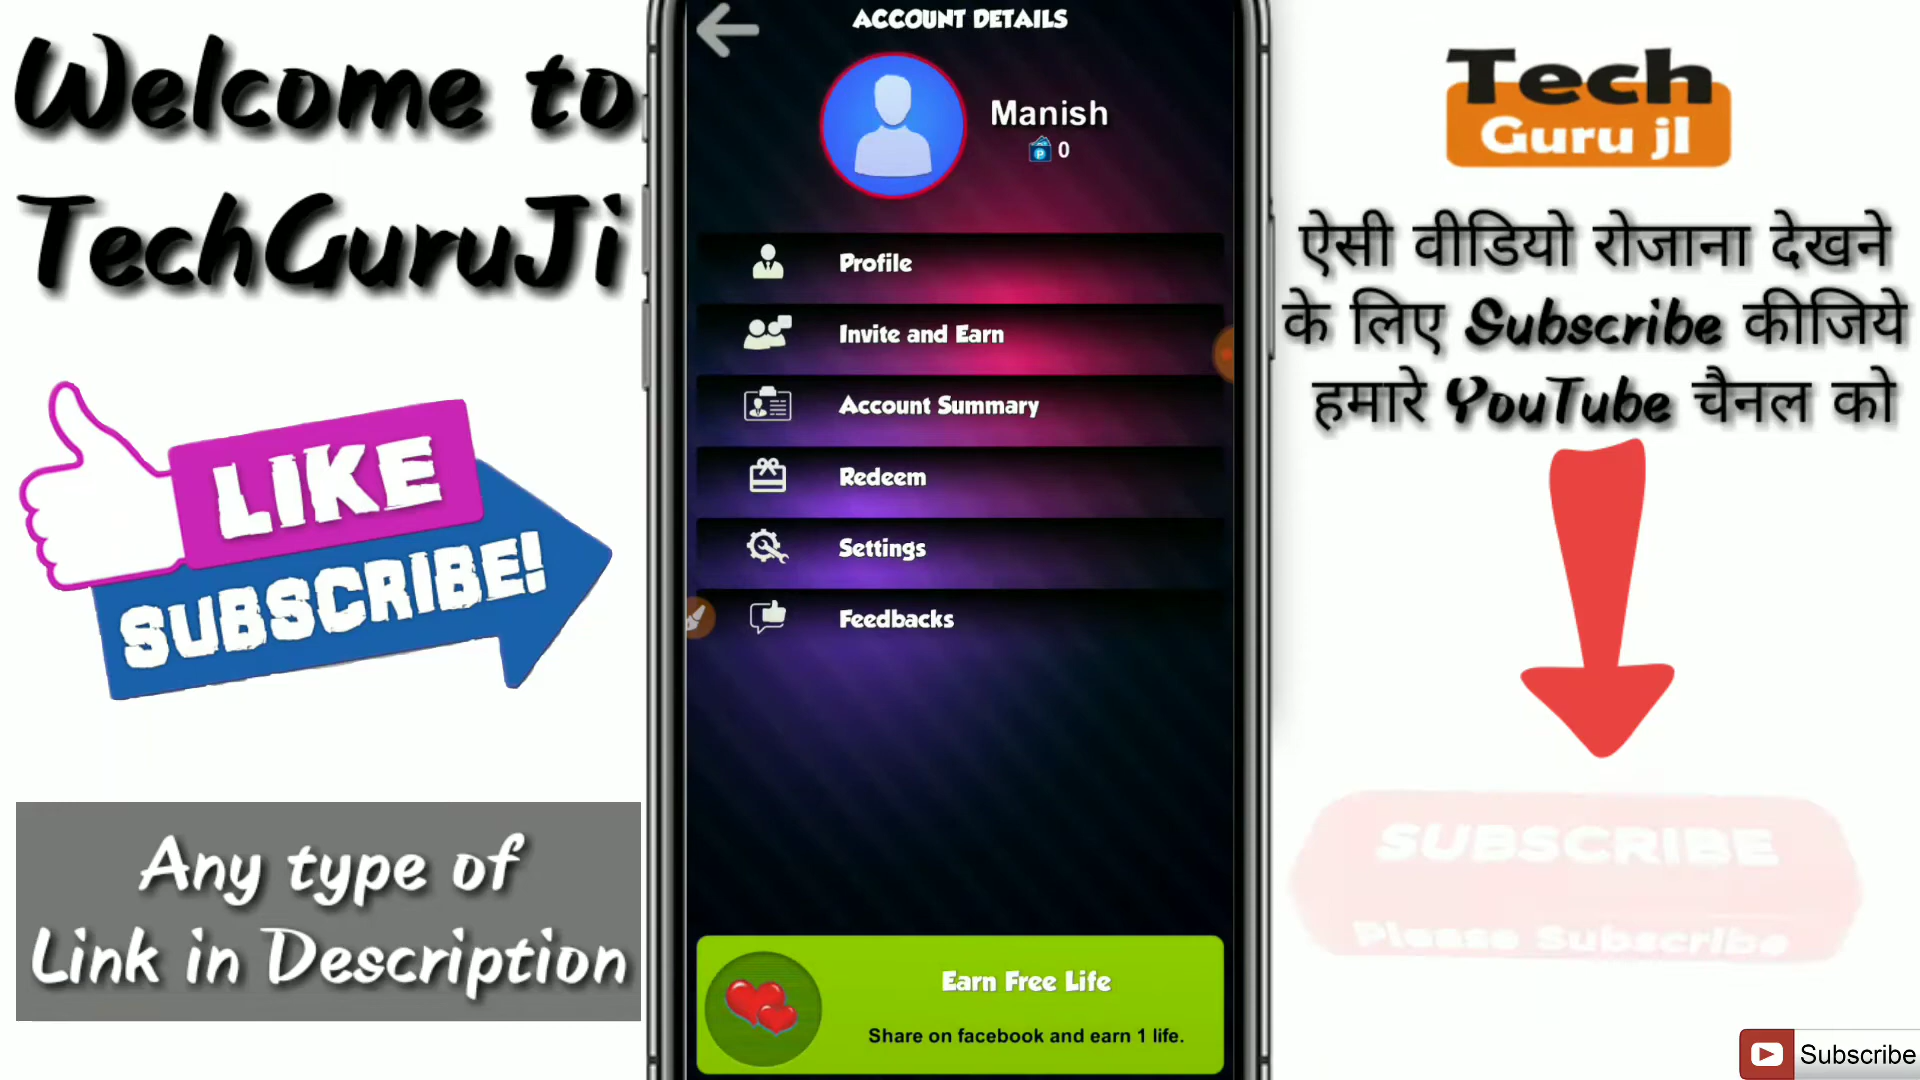 Welcome to
TechGuruJi
LIKE
SUBSCRIBE!
Any type of
Link in Description
ACCOUNT DETAILS
Manish
P 0
Profile
Invite and Earn
Account Summary
Redeem
Settings
Feedbacks
Earn Free Life
Share on facebook and earn 1 life.
Tech
Guru jI
ऐसी वीडियो रोजाना देखने
के लिए Subscribe कीजिये
हमारे YouTube चैनल को
SUBSCRIBE
Please Subscribe
Subscribe